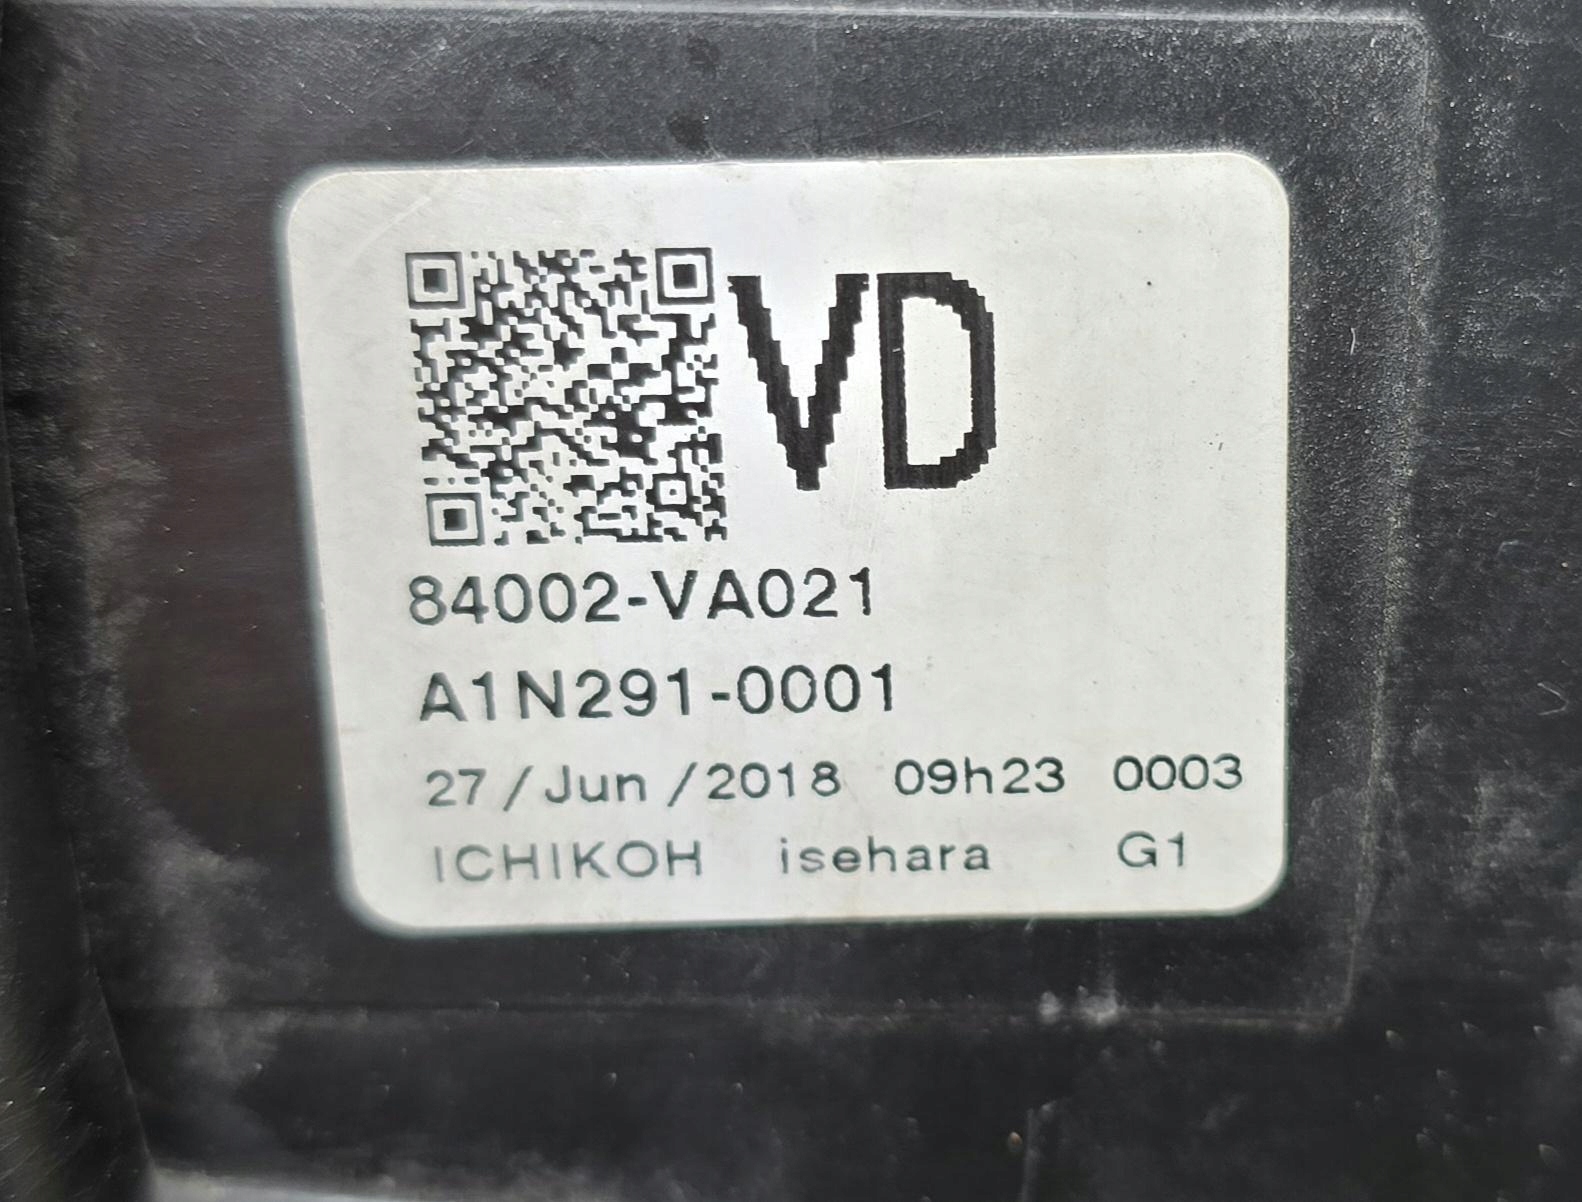 VD
84002-VA021
A1N291-0001
27/Jun/2018 09h23 0003
ICHIKOH isehara G1